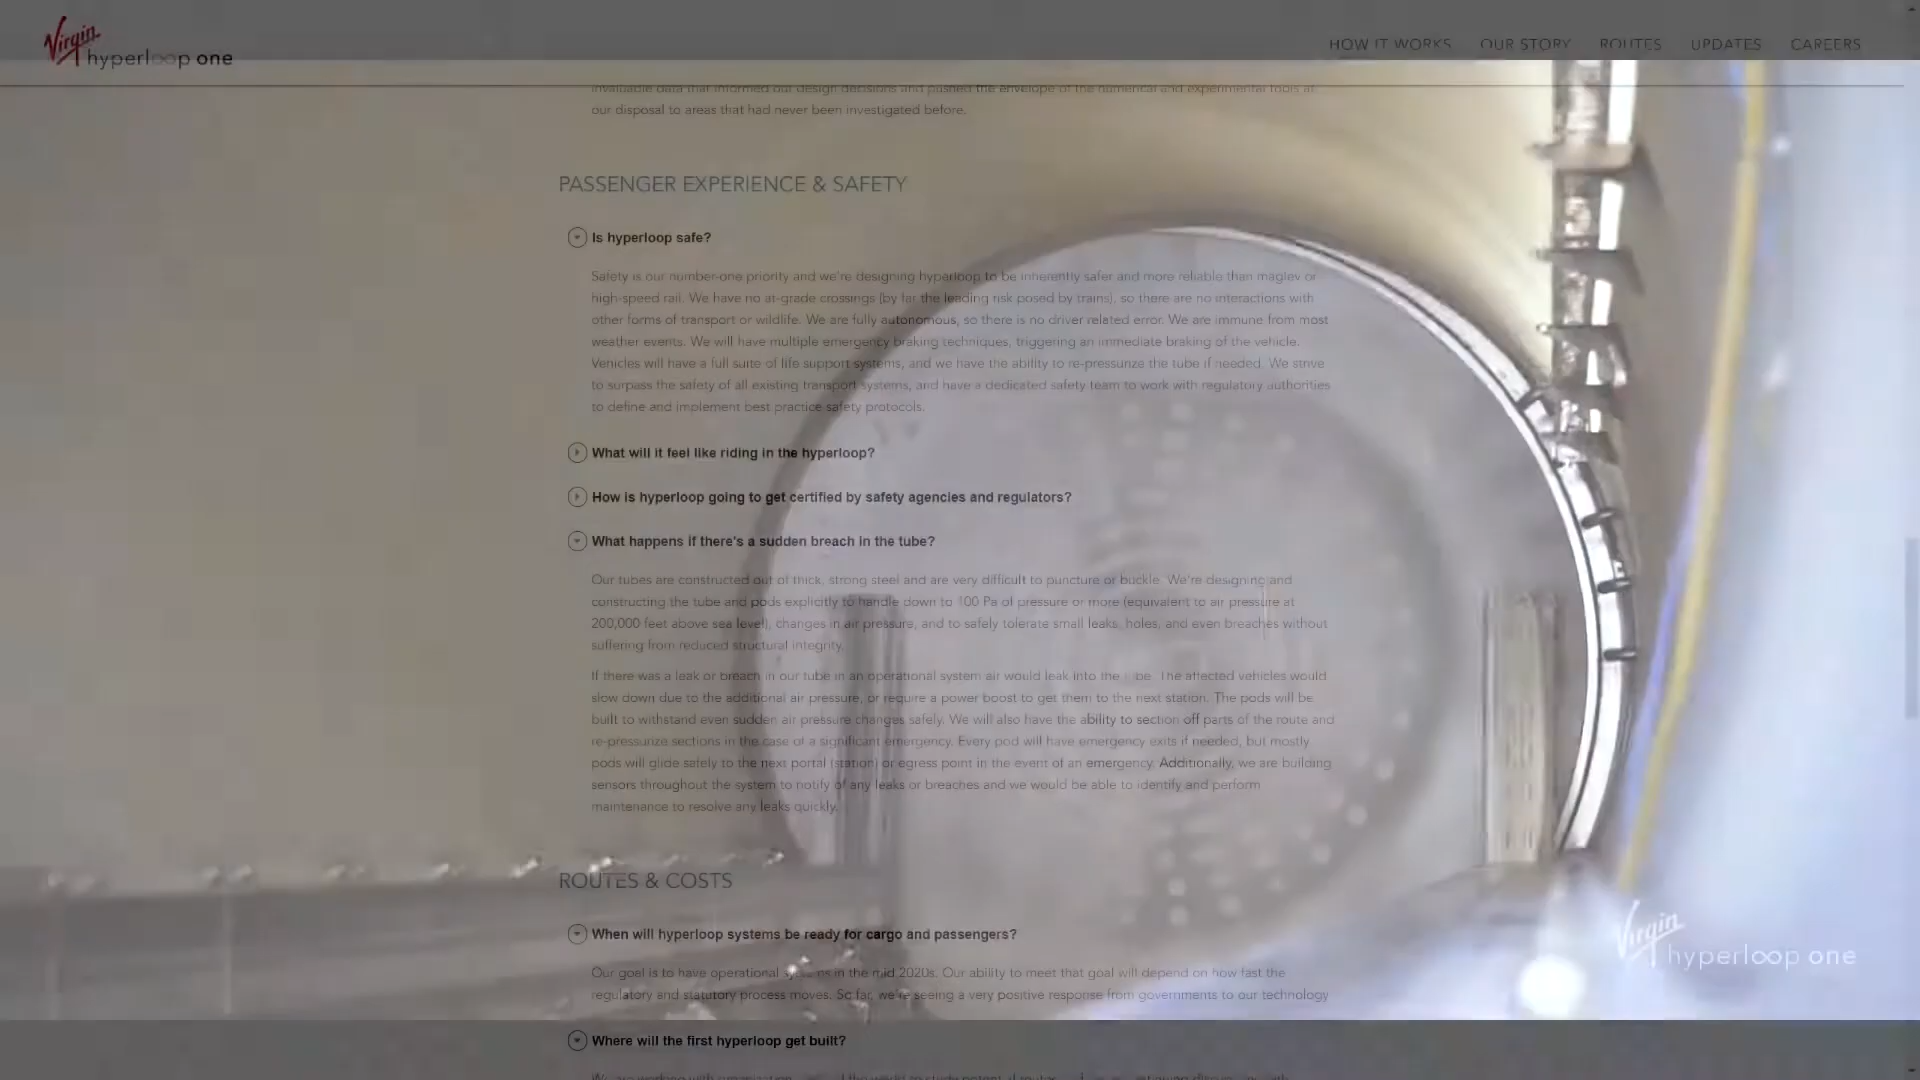 Virgin
hyperloop one
HOW IT WORKS OUR STORY ROUTES UPDATES CAREERS
invaluable data that informed our design decisions and pushed the envelope of the numerical and experimental tools at
our disposal to areas that had never been investigated before.
PASSENGER EXPERIENCE & SAFETY
Is hyperloop safe?
Safety is our number-one priority and we're designing hyperloop to be inherently safer and more reliable than maglev or
high-speed rail. We have no at-grade crossings (by far the leading risk posed by trains), so there are no interactions with
other forms of transport or wildlife. We are fully autonomous, so there is no driver related error. We are immune from most
weather events. We will have multiple emergency braking techniques, triggering an immediate braking of the vehicle.
Vehicles will have a full suite of life support systems, and we have the ability to re-pressurize the tube if needed. We strive
to surpass the safety of all existing transport systems, and have a dedicated safety team to work with regulatory authorities
to define and implement best practice safety protocols.
What will it feel like riding in the hyperloop?
How is hyperloop going to get certified by safety agencies and regulators?
What happens if there's a sudden breach in the tube?
Our tubes are constructed out of thick, strong steel and are very difficult to puncture or buckle. We're designing and
constructing the tube and pods explicitly to handle down to 100 Pa of pressure or more (equivalent to air pressure at
200,000 feet above sea level), changes in air pressure, and to safely tolerate small leaks, holes, and even breaches without
suffering from reduced structural integrity.
If there was a leak or breach in our tube in an operational system air would leak into the tube. The affected vehicles would
slow down due to the additional air pressure, or require a power boost to get them to the next station. The pods will be
built to withstand even sudden air pressure changes safely. We will also have the ability to section off parts of the route and
re-pressurize sections in the case of a significant emergency. Every pod will have emergency exits if needed, but mostly
pods will glide safely to the next portal (station) or egress point in the event of an emergency. Additionally, we are building
sensors throughout the system to notify of any leaks or breaches and we would be able to identify and perform
maintenance to resolve any leaks quickly.
ROUTES & COSTS
When will hyperloop systems be ready for cargo and passengers?
Our goal is to have operational systems in the mid 2020s. Our ability to meet that goal will depend on how fast the
regulatory and statutory process moves. So far, we're seeing a very positive response from governments to our technology
Virgin
hyperloop one
Where will the first hyperloop get built?